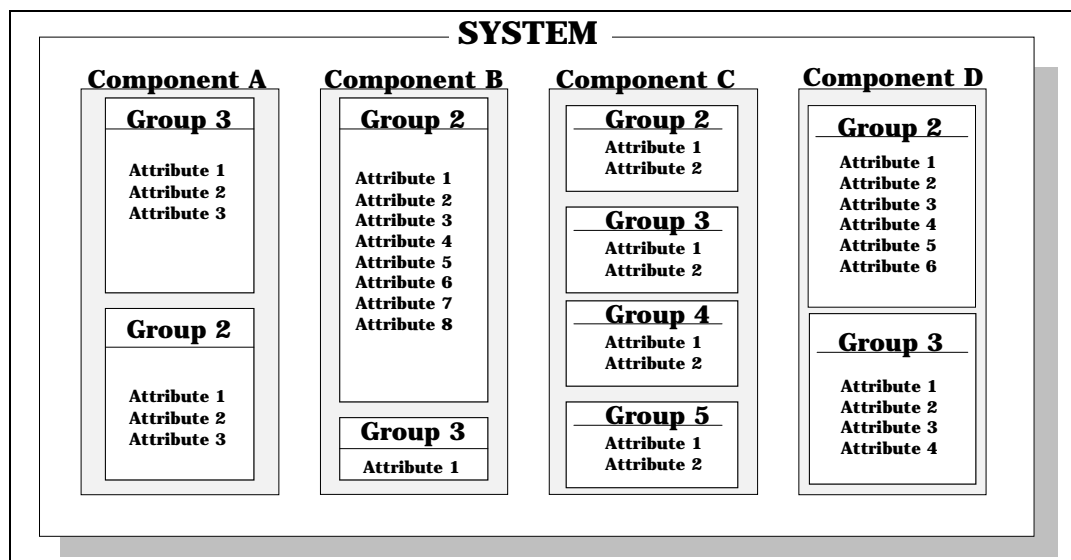 SYSTEM
Component A
Group 3
Attribute 1
Attribute 2
Attribute 3
Group 2
Attribute 1
Attribute 2
Attribute 3
Component B
Group 2
Attribute 1
Attribute 2
Attribute 3
Attribute 4
Attribute 5
Attribute 6
Attribute 7
Attribute 8
Group 3
Attribute 1
Component C
Group 2
Attribute 1
Attribute 2
Group 3
Attribute 1
Attribute 2
Group 4
Attribute 1
Attribute 2
Group 5
Attribute 1
Attribute 2
Component D
Group 2
Attribute 1
Attribute 2
Attribute 3
Attribute 4
Attribute 5
Attribute 6
Group 3
Attribute 1
Attribute 2
Attribute 3
Attribute 4